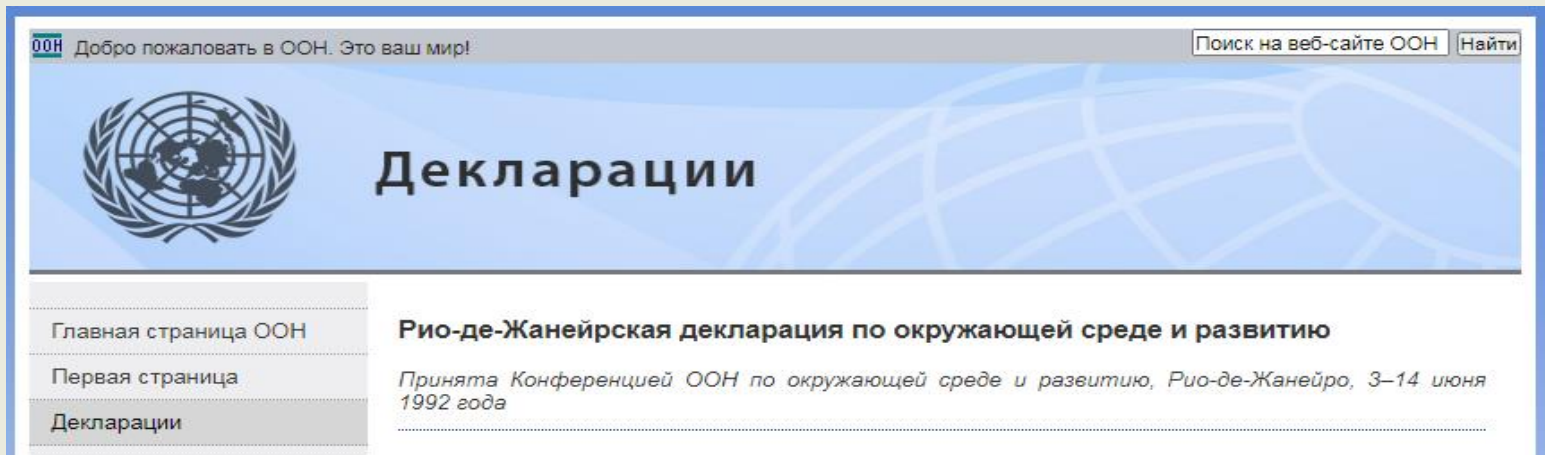 ООН Добро пожаловать в ООН. Это ваш мир! Поиск на веб-сайте ООН Найти
Декларации
Главная страница ООН
Первая страница
Декларации
Рио-де-Жанейрская декларация по окружающей среде и развитию
Принята Конференцией ООН по окружающей среде и развитию, Рио-де-Жанейро, 3–14 июня
1992 года